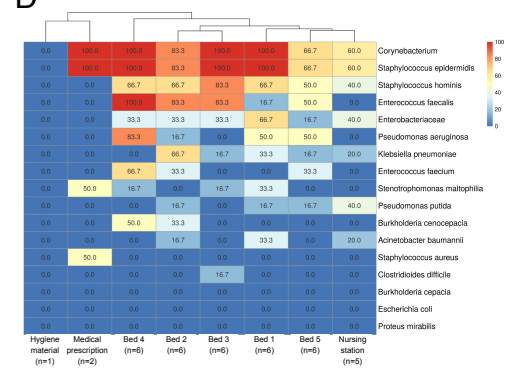 D
0.0 100.0 100.0 83.3 100.0 100.0 66.7 60.0 Corynebacterium
0.0 100.0 100.0 83.3 100.0 100.0 66.7 60.0 Staphylococcus epidermidis
0.0 0.0 66.7 66.7 83.3 66.7 50.0 40.0 Staphylococcus hominis
0.0 0.0 100.0 83.3 83.3 16.7 50.0 0.0 Enterococcus faecalis
0.0 0.0 33.3 33.3 33.3 66.7 16.7 40.0 Enterobacteriaceae
0.0 0.0 83.3 16.7 0.0 50.0 50.0 0.0 Pseudomonas aeruginosa
0.0 0.0 0.0 66.7 16.7 33.3 16.7 20.0 Klebsiella pneumoniae
0.0 0.0 66.7 33.3 0.0 0.0 33.3 0.0 Enterococcus faecium
0.0 50.0 16.7 0.0 16.7 33.3 0.0 0.0 Stenotrophomonas maltophilia
0.0 0.0 0.0 16.7 0.0 16.7 16.7 40.0 Pseudomonas putida
0.0 0.0 50.0 33.3 0.0 0.0 0.0 0.0 Burkholderia cenocepacia
0.0 0.0 0.0 16.7 0.0 33.3 0.0 20.0 Acinetobacter baumannii
0.0 50.0 0.0 0.0 0.0 0.0 0.0 0.0 Staphylococcus aureus
0.0 0.0 0.0 0.0 16.7 0.0 0.0 0.0 Clostridioides difficile
0.0 0.0 0.0 0.0 0.0 0.0 0.0 0.0 Burkholderia cepacia
0.0 0.0 0.0 0.0 0.0 0.0 0.0 0.0 Escherichia coli
0.0 0.0 0.0 0.0 0.0 0.0 0.0 0.0 Proteus mirabilis
Hygiene material (n=1)
Medical prescription (n=2)
Bed 4 (n=6)
Bed 2 (n=6)
Bed 3 (n=6)
Bed 1 (n=6)
Bed 5 (n=6)
Nursing station (n=5)
100
80
60
40
20
0